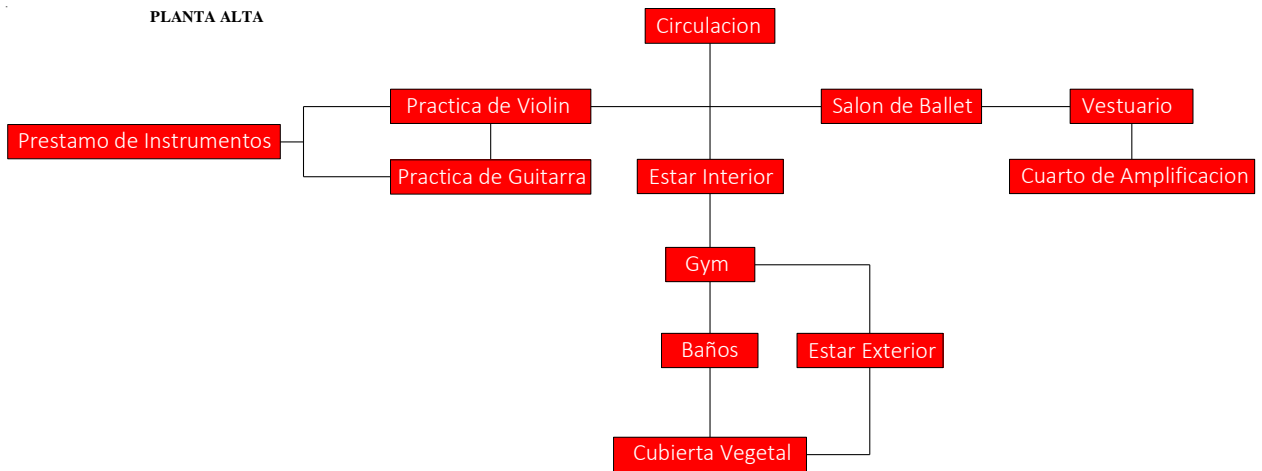 PLANTA ALTA
Circulacion
Practica de Violin
Salon de Ballet
Vestuario
Prestamo de Instrumentos
Practica de Guitarra
Estar Interior
Cuarto de Amplificacion
Gym
Baños
Estar Exterior
Cubierta Vegetal